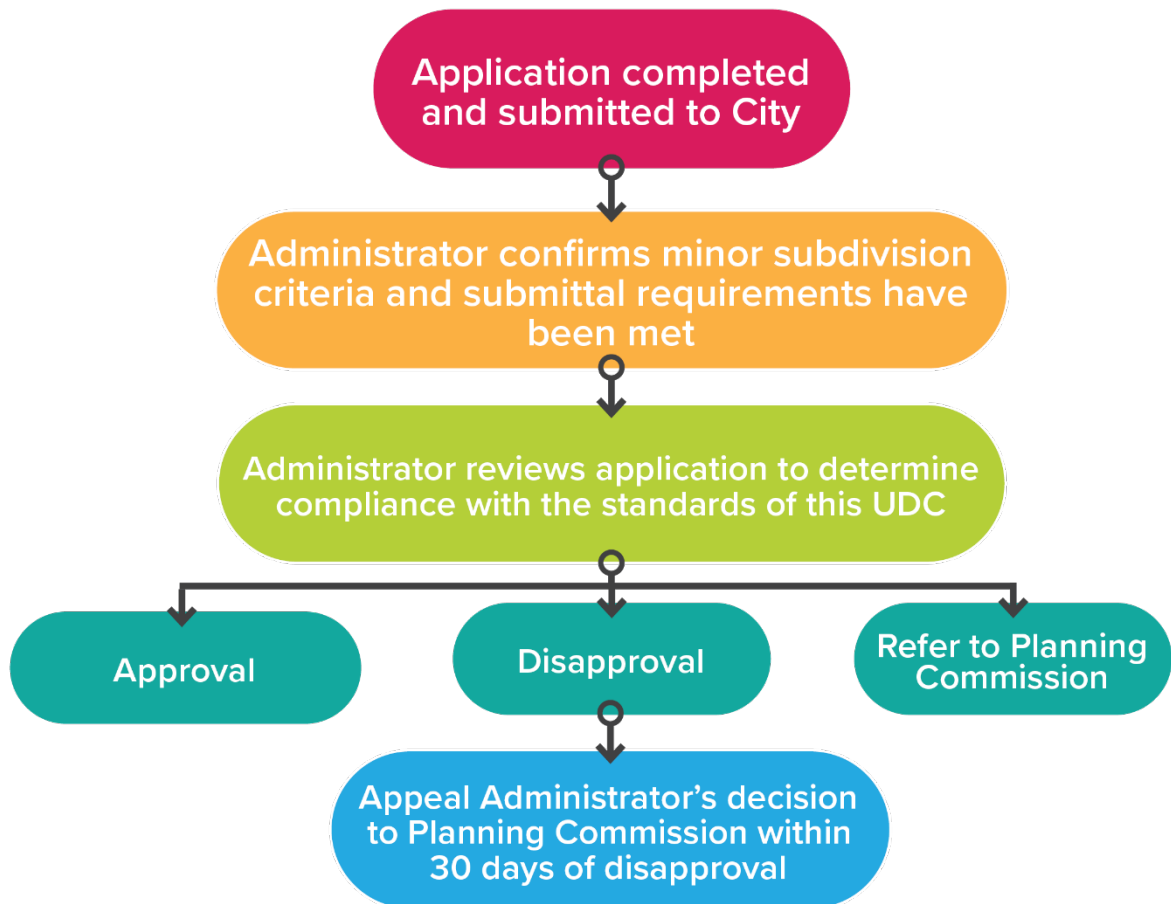 Application completed
and submitted to City
Administrator confirms minor subdivision
criteria and submittal requirements have
been met
Administrator reviews application to determine
compliance with the standards of this UDC
Approval
Disapproval
Refer to Planning
Commission
Appeal Administrator’s decision
to Planning Commission within
30 days of disapproval